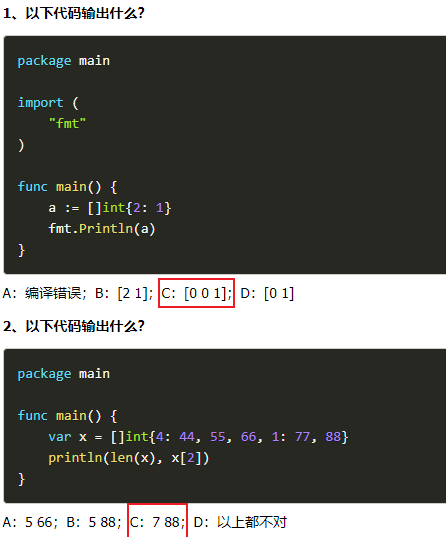 1、以下代码输出什么？
package main
import (
"fmt"
)
func main() {
a := []int{2: 1}
fmt.Println(a)
}
A：编译错误；B：[2 1]；C：[0 0 1]；D：[0 1]
2、以下代码输出什么？
package main
func main() {
var x = []int{4: 44, 55, 66, 1: 77, 88}
println(len(x), x[2])
}
A：5 66；B：5 88；C：7 88；D：以上都不对